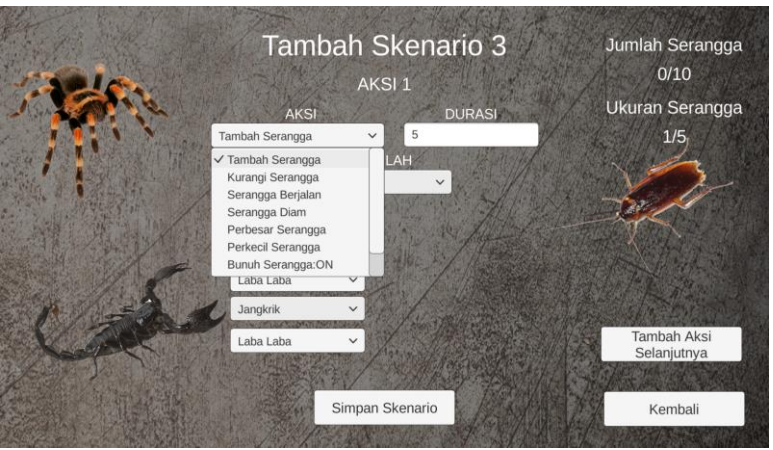 Tambah Skenario 3
AKSI 1
Jumlah Serangga
0/10
Ukuran Serangga
1/5
AKSI
DURASI
Tambah Serangga
5
LAH
Tambah Serangga
Kurangi Serangga
Serangga Berjalan
Serangga Diam
Perbesar Serangga
Perkecil Serangga
Bunuh Serangga:ON
Laba Laba
Jangkrik
Laba Laba
Tambah Aksi
Selanjutnya
Simpan Skenario
Kembali